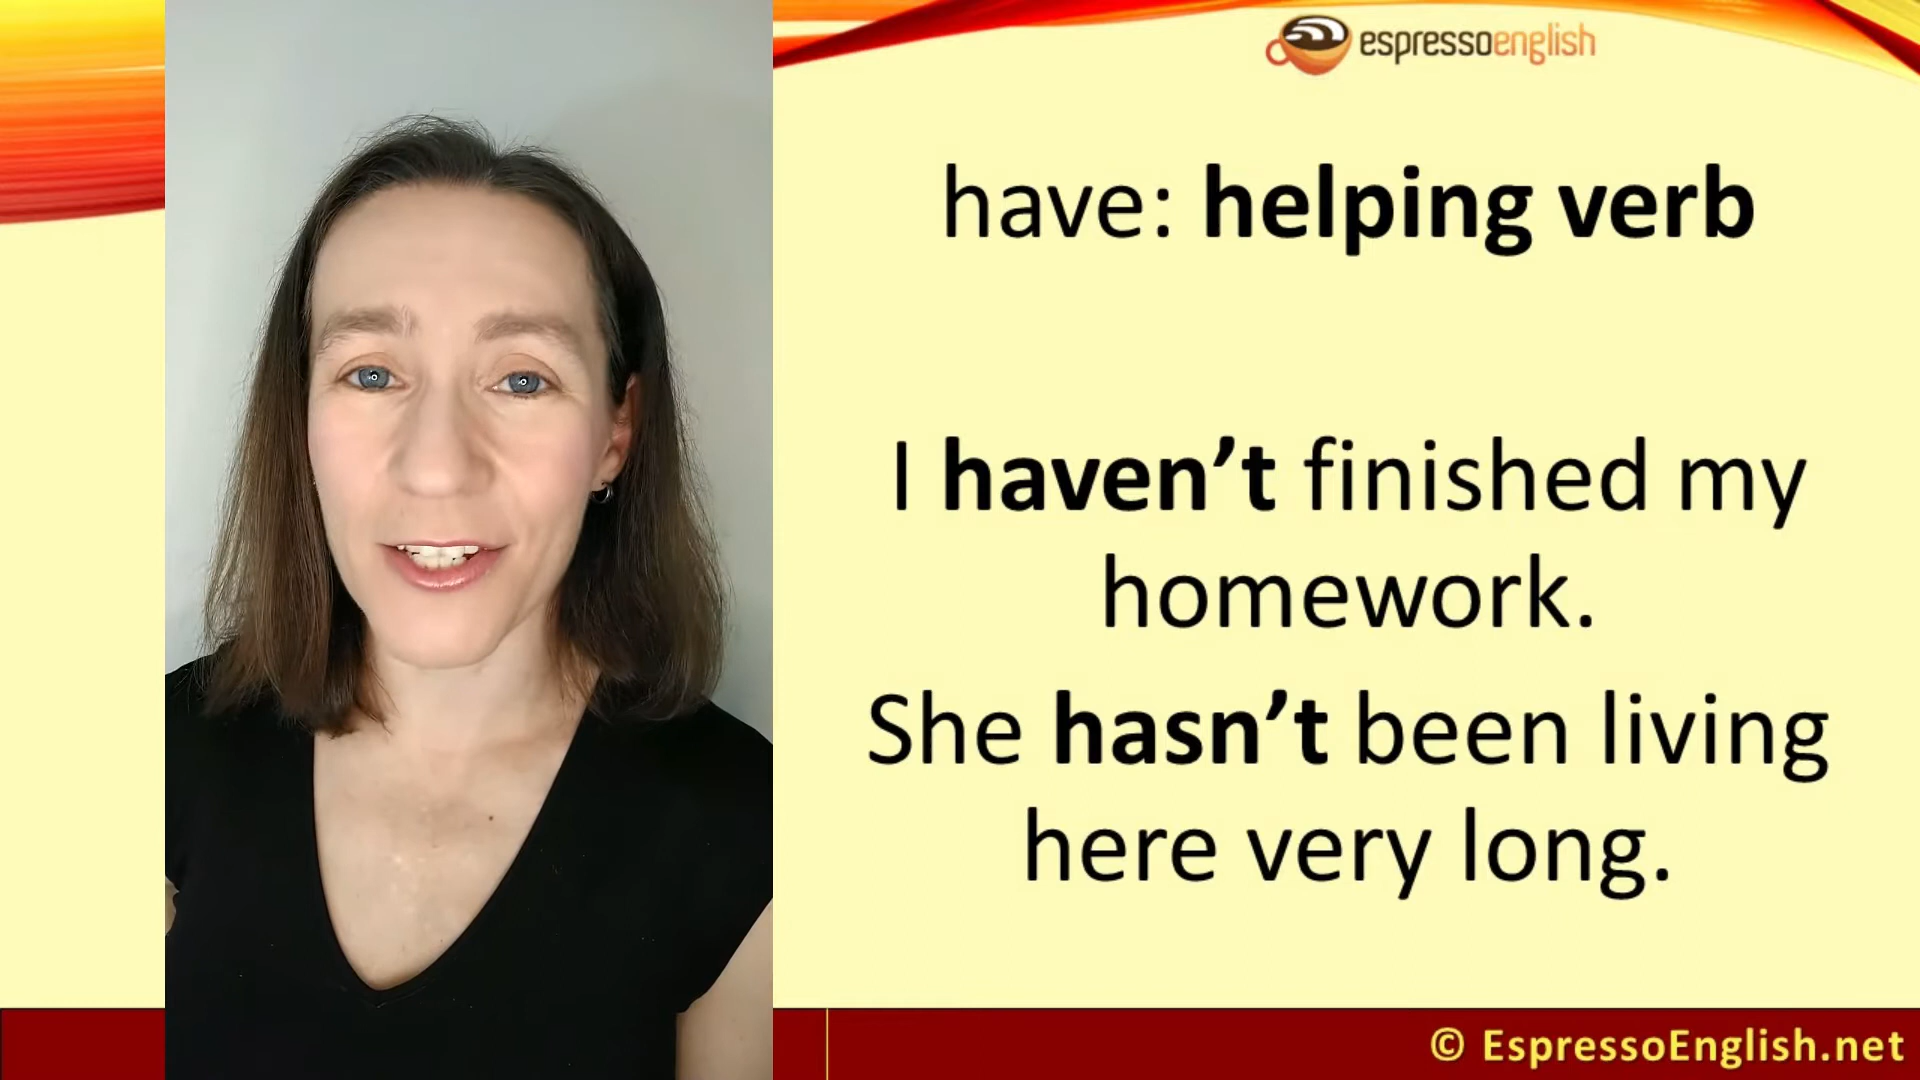 espressoenglish
have: helping verb
I haven’t finished my
homework.
She hasn’t been living
here very long.
© EspressoEnglish.net